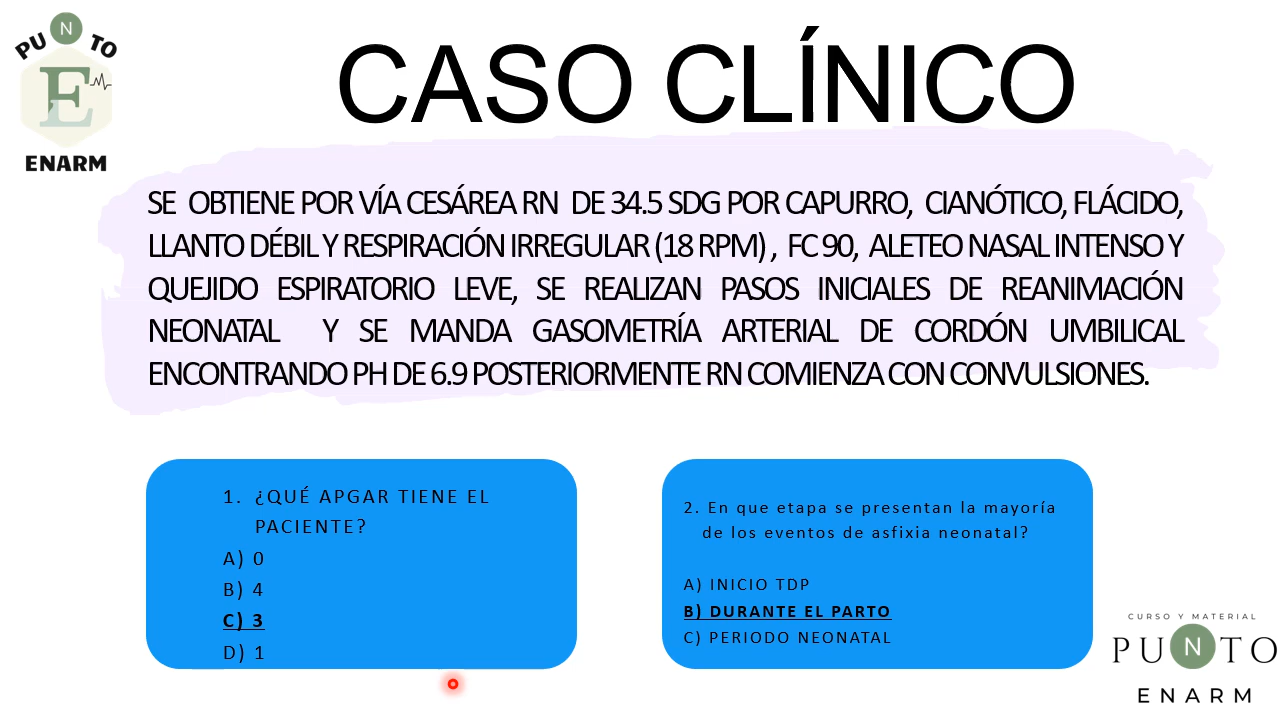 PUNTO
E
ENARM
CASO CLÍNICO
SE OBTIENE POR VÍA CESÁREA RN DE 34.5 SDG POR CAPURRO, CIANÓTICO, FLÁCIDO,
LLANTO DÉBIL Y RESPIRACIÓN IRREGULAR (18 RPM) , FC 90, ALETEO NASAL INTENSO Y
QUEJIDO ESPIRATORIO LEVE, SE REALIZAN PASOS INICIALES DE REANIMACIÓN
NEONATAL Y SE MANDA GASOMETRÍA ARTERIAL DE CORDÓN UMBILICAL
ENCONTRANDO PH DE 6.9 POSTERIORMENTE RN COMIENZA CON CONVULSIONES.
1. ¿QUÉ APGAR TIENE EL
PACIENTE?
A) 0
B) 4
C) 3
D) 1
2. En que etapa se presentan la mayoría
de los eventos de asfixia neonatal?
A) INICIO TDP
B) DURANTE EL PARTO
C) PERIODO NEONATAL
CURSO Y MATERIAL
PUNTO
ENARM